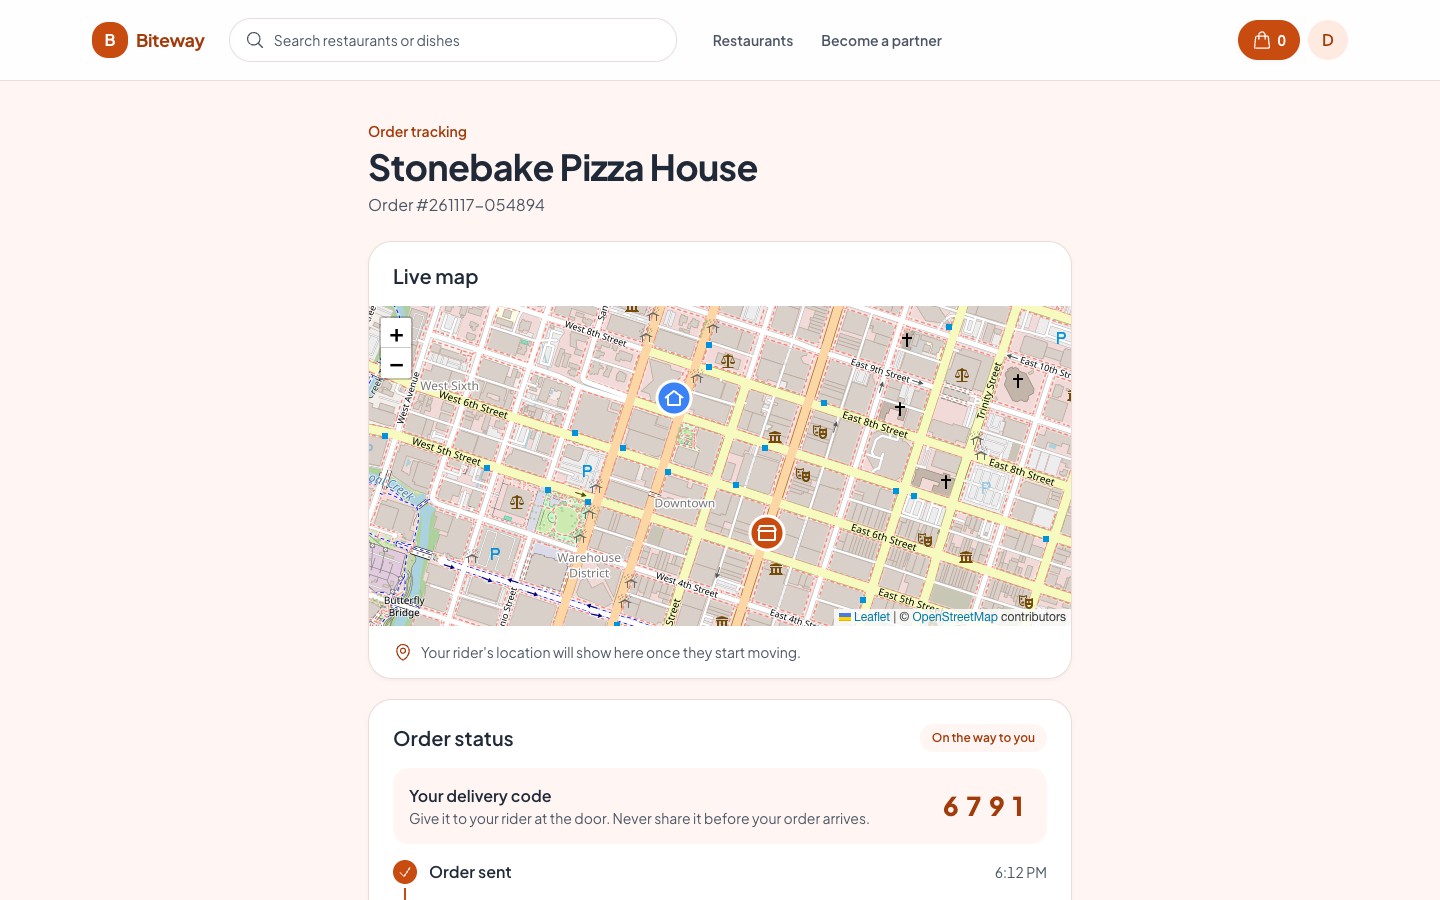 B Biteway
Search restaurants or dishes
Restaurants
Become a partner
0
D
Order tracking
Stonebake Pizza House
Order #261117-054894
Live map
+
−
West 8th Street
East 9th Street
East 10th St
West Sixth
West Avenue
West 6th Street
Trinity Street
East 8th Street
West 5th Street
East 8th Street
P
P
P
P
Downtown
East 6th Street
Warehouse
District
West 4th Street
Butterfly
Bridge
East 5th Street
East 4th St
Street
Leaflet | © OpenStreetMap contributors
Your rider's location will show here once they start moving.
Order status
On the way to you
Your delivery code
Give it to your rider at the door. Never share it before your order arrives.
6791
Order sent
6:12 PM